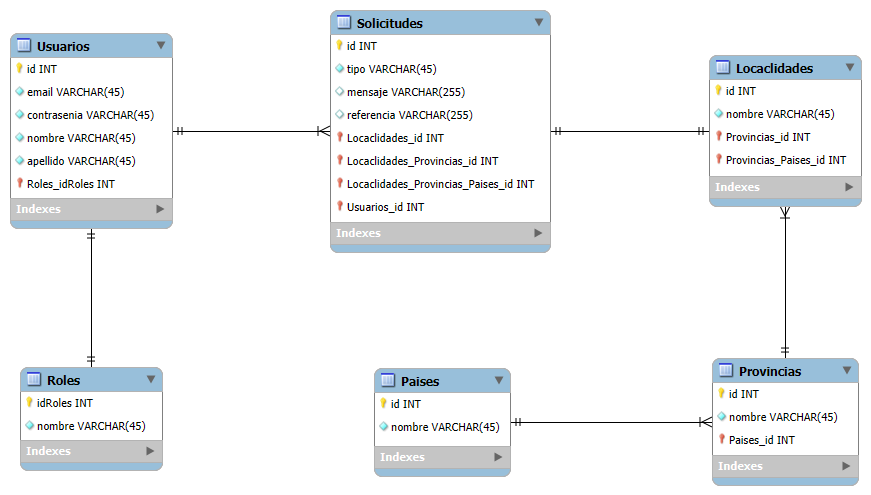 Usuarios
id INT
email VARCHAR(45)
contrasenia VARCHAR(45)
nombre VARCHAR(45)
apellido VARCHAR(45)
Roles_idRoles INT
Indexes
Solicitudes
id INT
tipo VARCHAR(45)
mensaje VARCHAR(255)
referencia VARCHAR(255)
Locaclidades_id INT
Locaclidades_Provincias_id INT
Locaclidades_Provincias_Paises_id INT
Usuarios_id INT
Indexes
Locaclidades
id INT
nombre VARCHAR(45)
Provincias_id INT
Provincias_Paises_id INT
Indexes
Roles
idRoles INT
nombre VARCHAR(45)
Indexes
Paises
id INT
nombre VARCHAR(45)
Indexes
Provincias
id INT
nombre VARCHAR(45)
Paises_id INT
Indexes